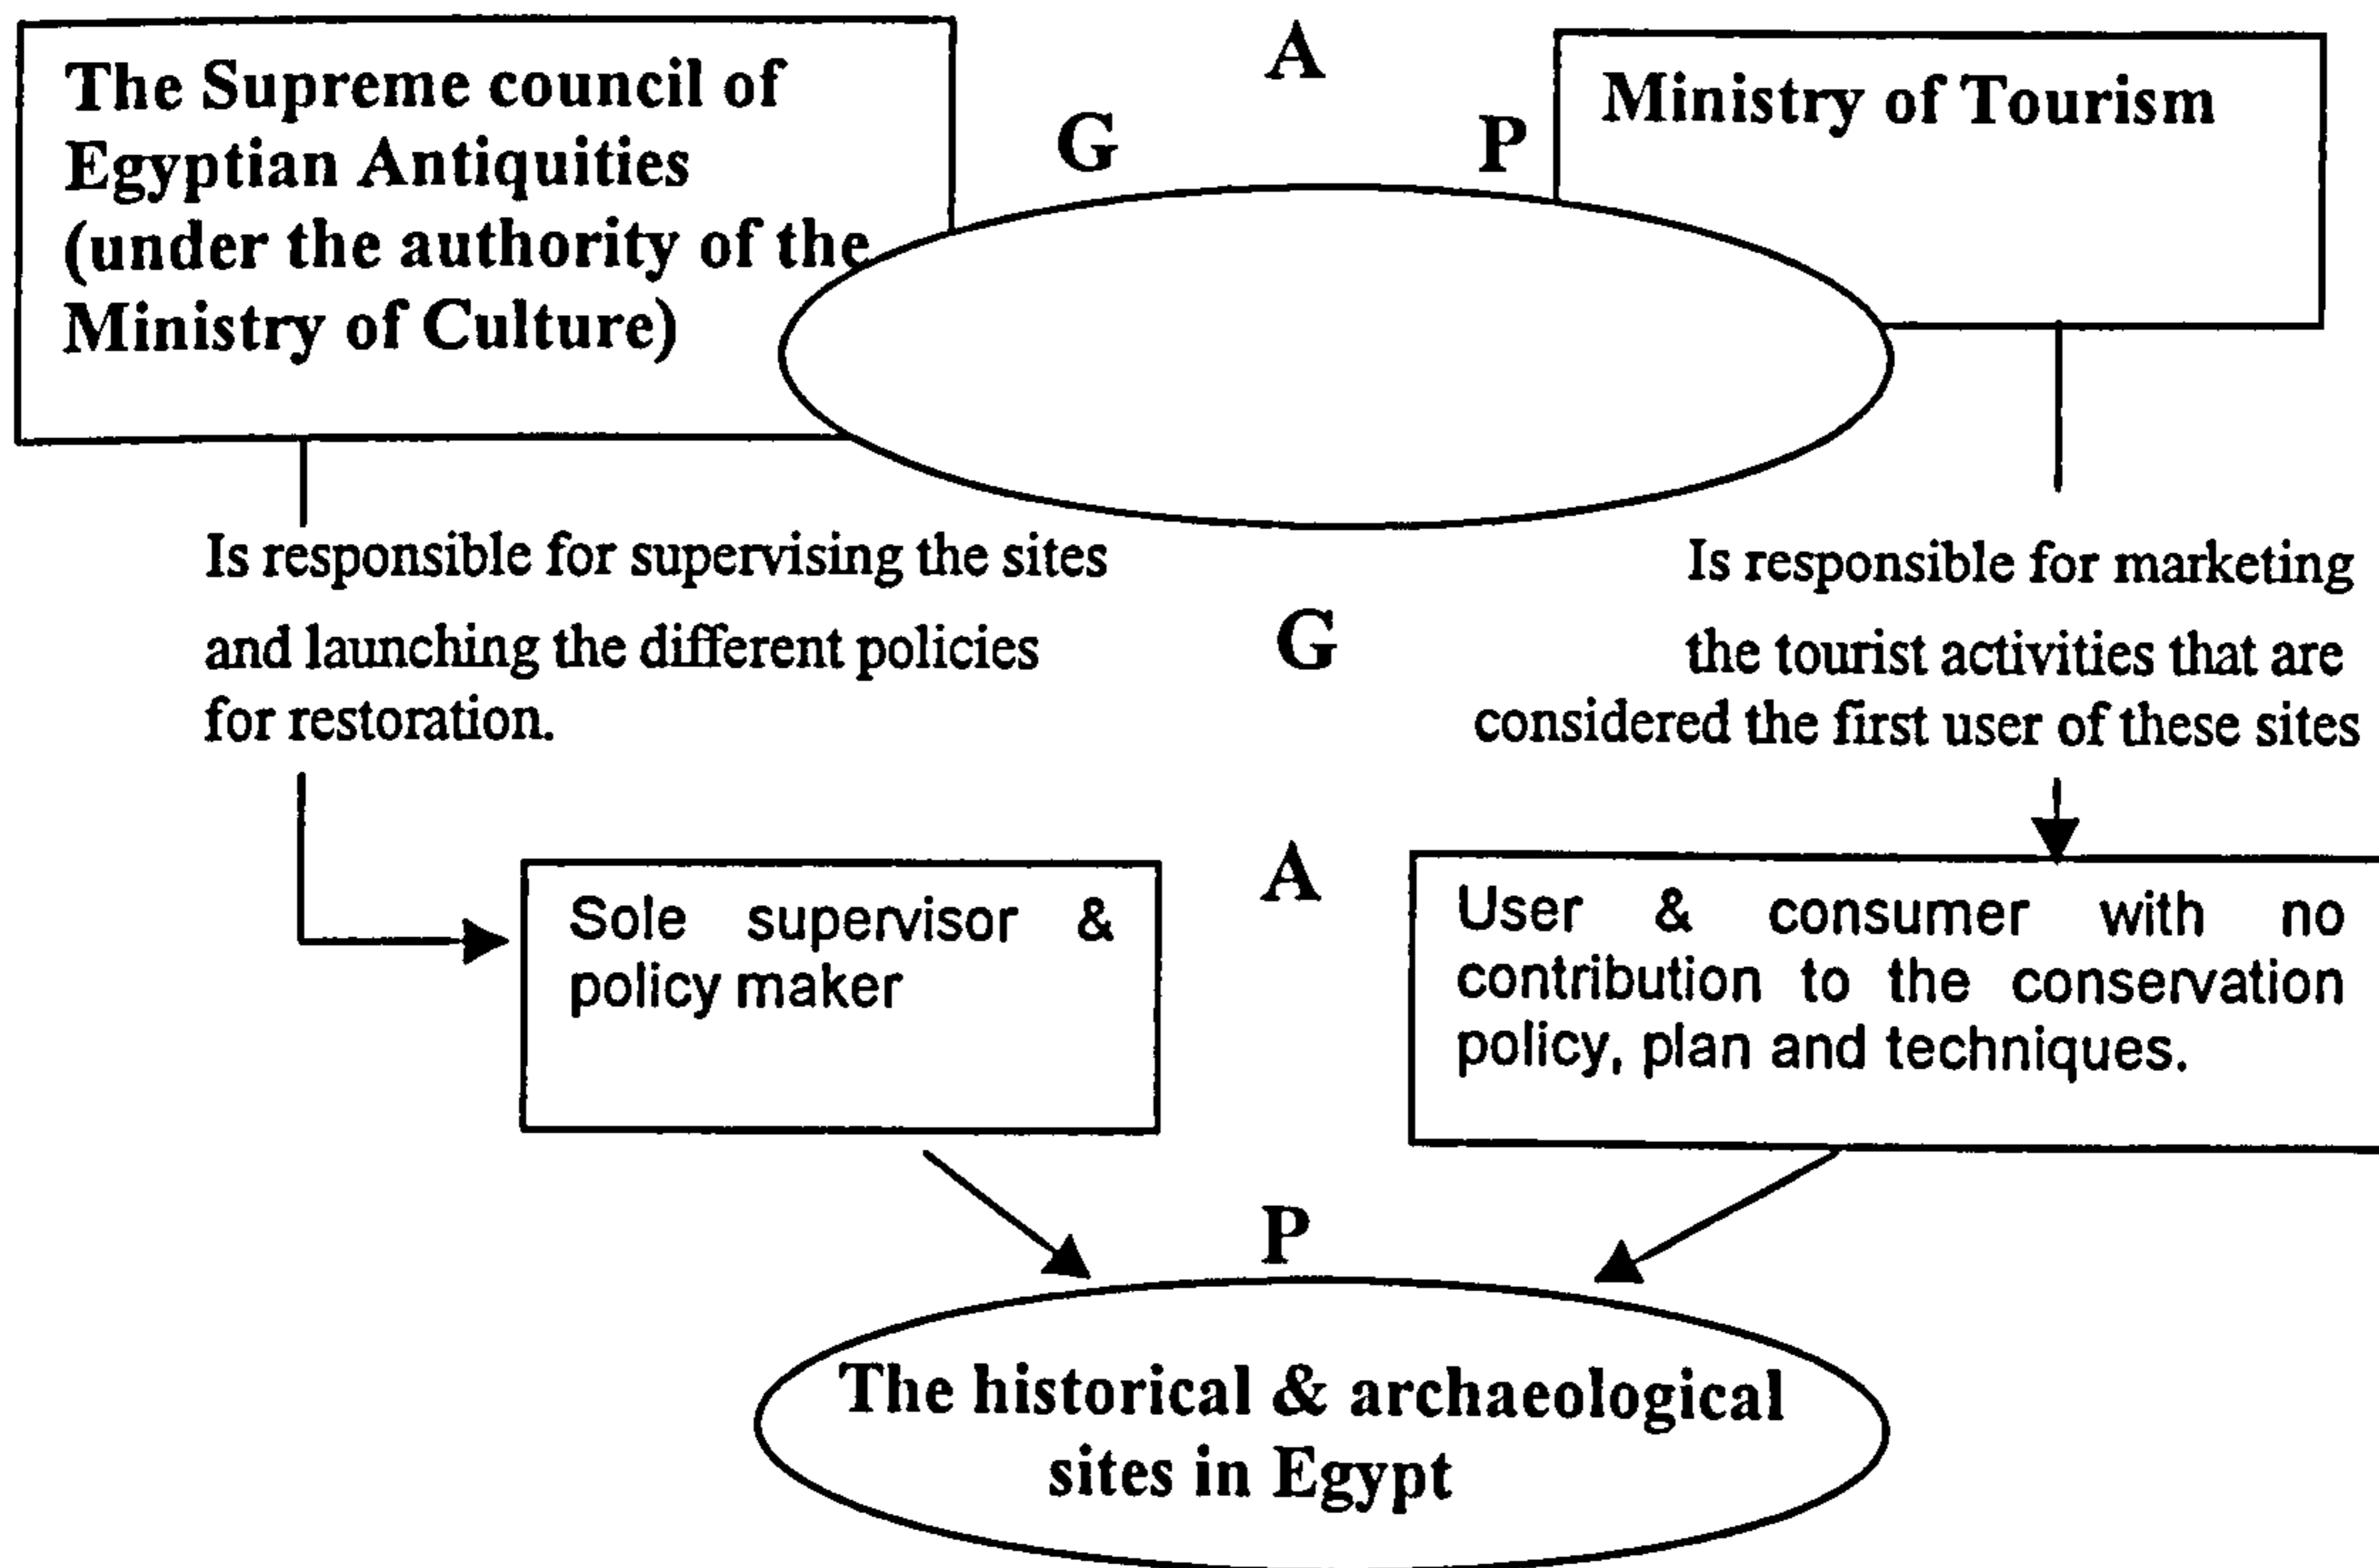 The Supreme council of
Egyptian Antiquities
(under the authority of the
Ministry of Culture)
G
A
P
Ministry of Tourism
Is responsible for supervising the sites
and launching the different policies
for restoration.
G
Is responsible for marketing
the tourist activities that are
considered the first user of these sites
Sole supervisor &
policy maker
A
User & consumer with no
contribution to the conservation
policy, plan and techniques.
P
The historical & archaeological
sites in Egypt